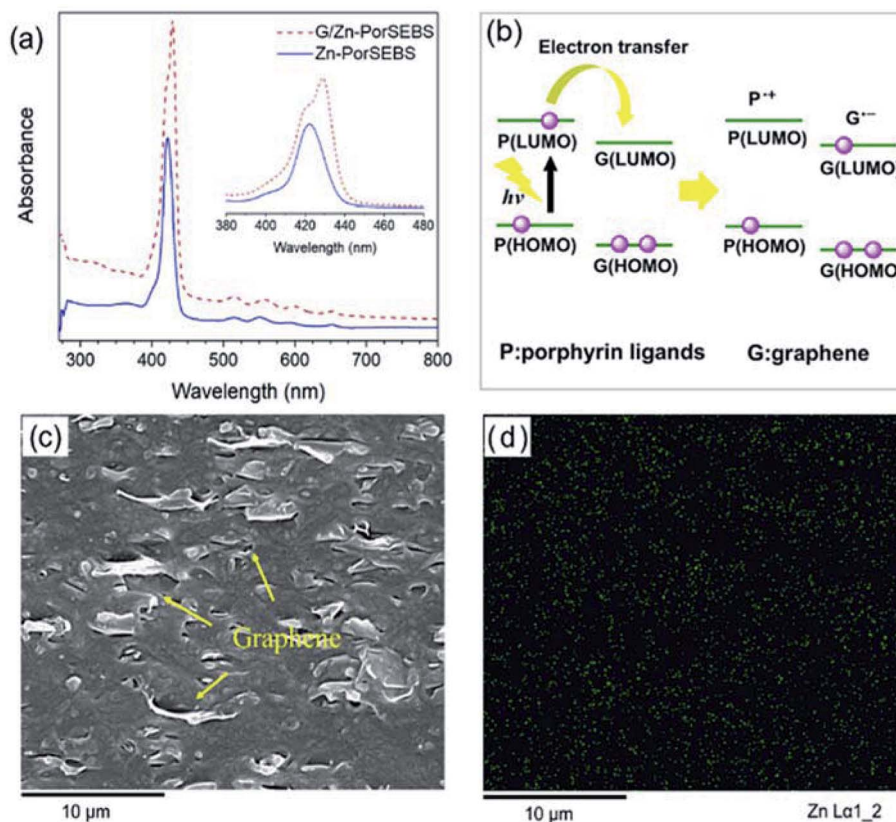 (a)
G/Zn-PorSEBS
Zn-PorSEBS
Absorbance
380 400 420 440 460 480
Wavelength (nm)
300 400 500 600 700 800
Wavelength (nm)
(b)
Electron transfer
P(LUMO)
G(LUMO)
hν
P(HOMO)
G(HOMO)
P•+
P(LUMO)
G•−
G(LUMO)
P(HOMO)
G(HOMO)
P:porphyrin ligands
G:graphene
(c)
Graphene
10 µm
(d)
10 µm
Zn Lα1_2